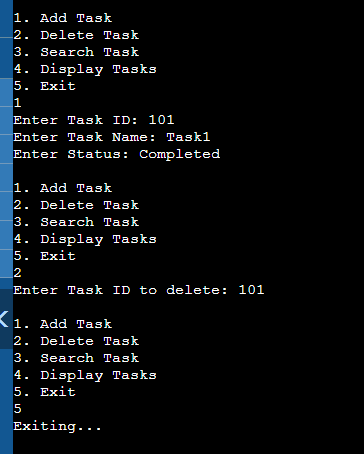 1. Add Task
2. Delete Task
3. Search Task
4. Display Tasks
5. Exit
1
Enter Task ID: 101
Enter Task Name: Task1
Enter Status: Completed

1. Add Task
2. Delete Task
3. Search Task
4. Display Tasks
5. Exit
2
Enter Task ID to delete: 101

1. Add Task
2. Delete Task
3. Search Task
4. Display Tasks
5. Exit
5
Exiting...